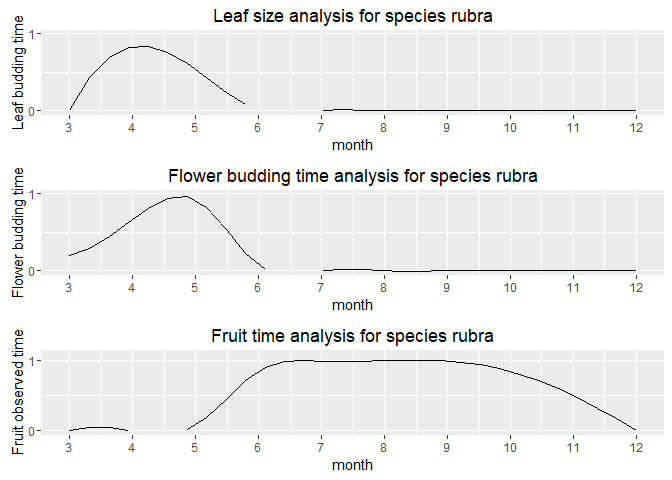 Leaf size analysis for species rubra
Leaf budding time
1
0
3 4 5 6 7 8 9 10 11 12
month
Flower budding time analysis for species rubra
Flower budding time
1
0
3 4 5 6 7 8 9 10 11 12
month
Fruit time analysis for species rubra
Fruit observed time
1
0
3 4 5 6 7 8 9 10 11 12
month